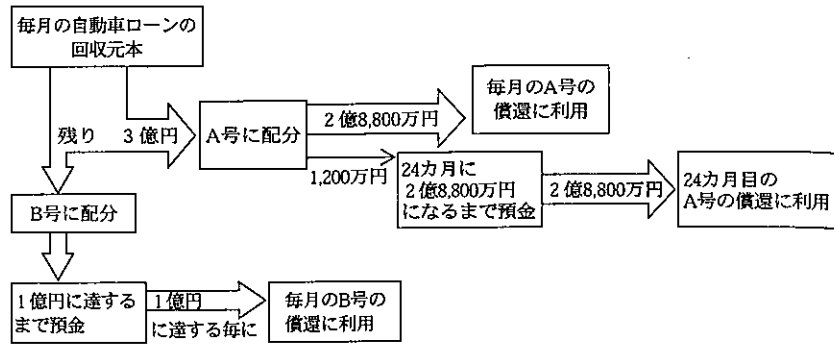 毎月の自動車ローンの
回収元本
残り
3億円
A号に配分
2億8,800万円
毎月のA号の
償還に利用
1,200万円
24カ月に
2億8,800万円
になるまで預金
2億8,800万円
24カ月目の
A号の償還に利用
B号に配分
1億円に達する
まで預金
1億円
に達する毎に
毎月のB号の
償還に利用